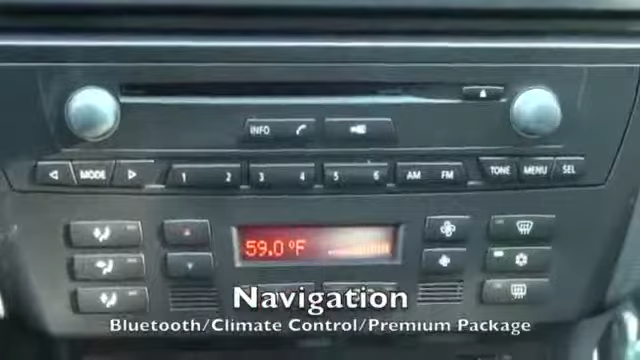 INFO
MODE
1 2 3 4 5 6 AM FM
TONE MENU SEL
59.0 °F
Navigation
Bluetooth/Climate Control/Premium Package